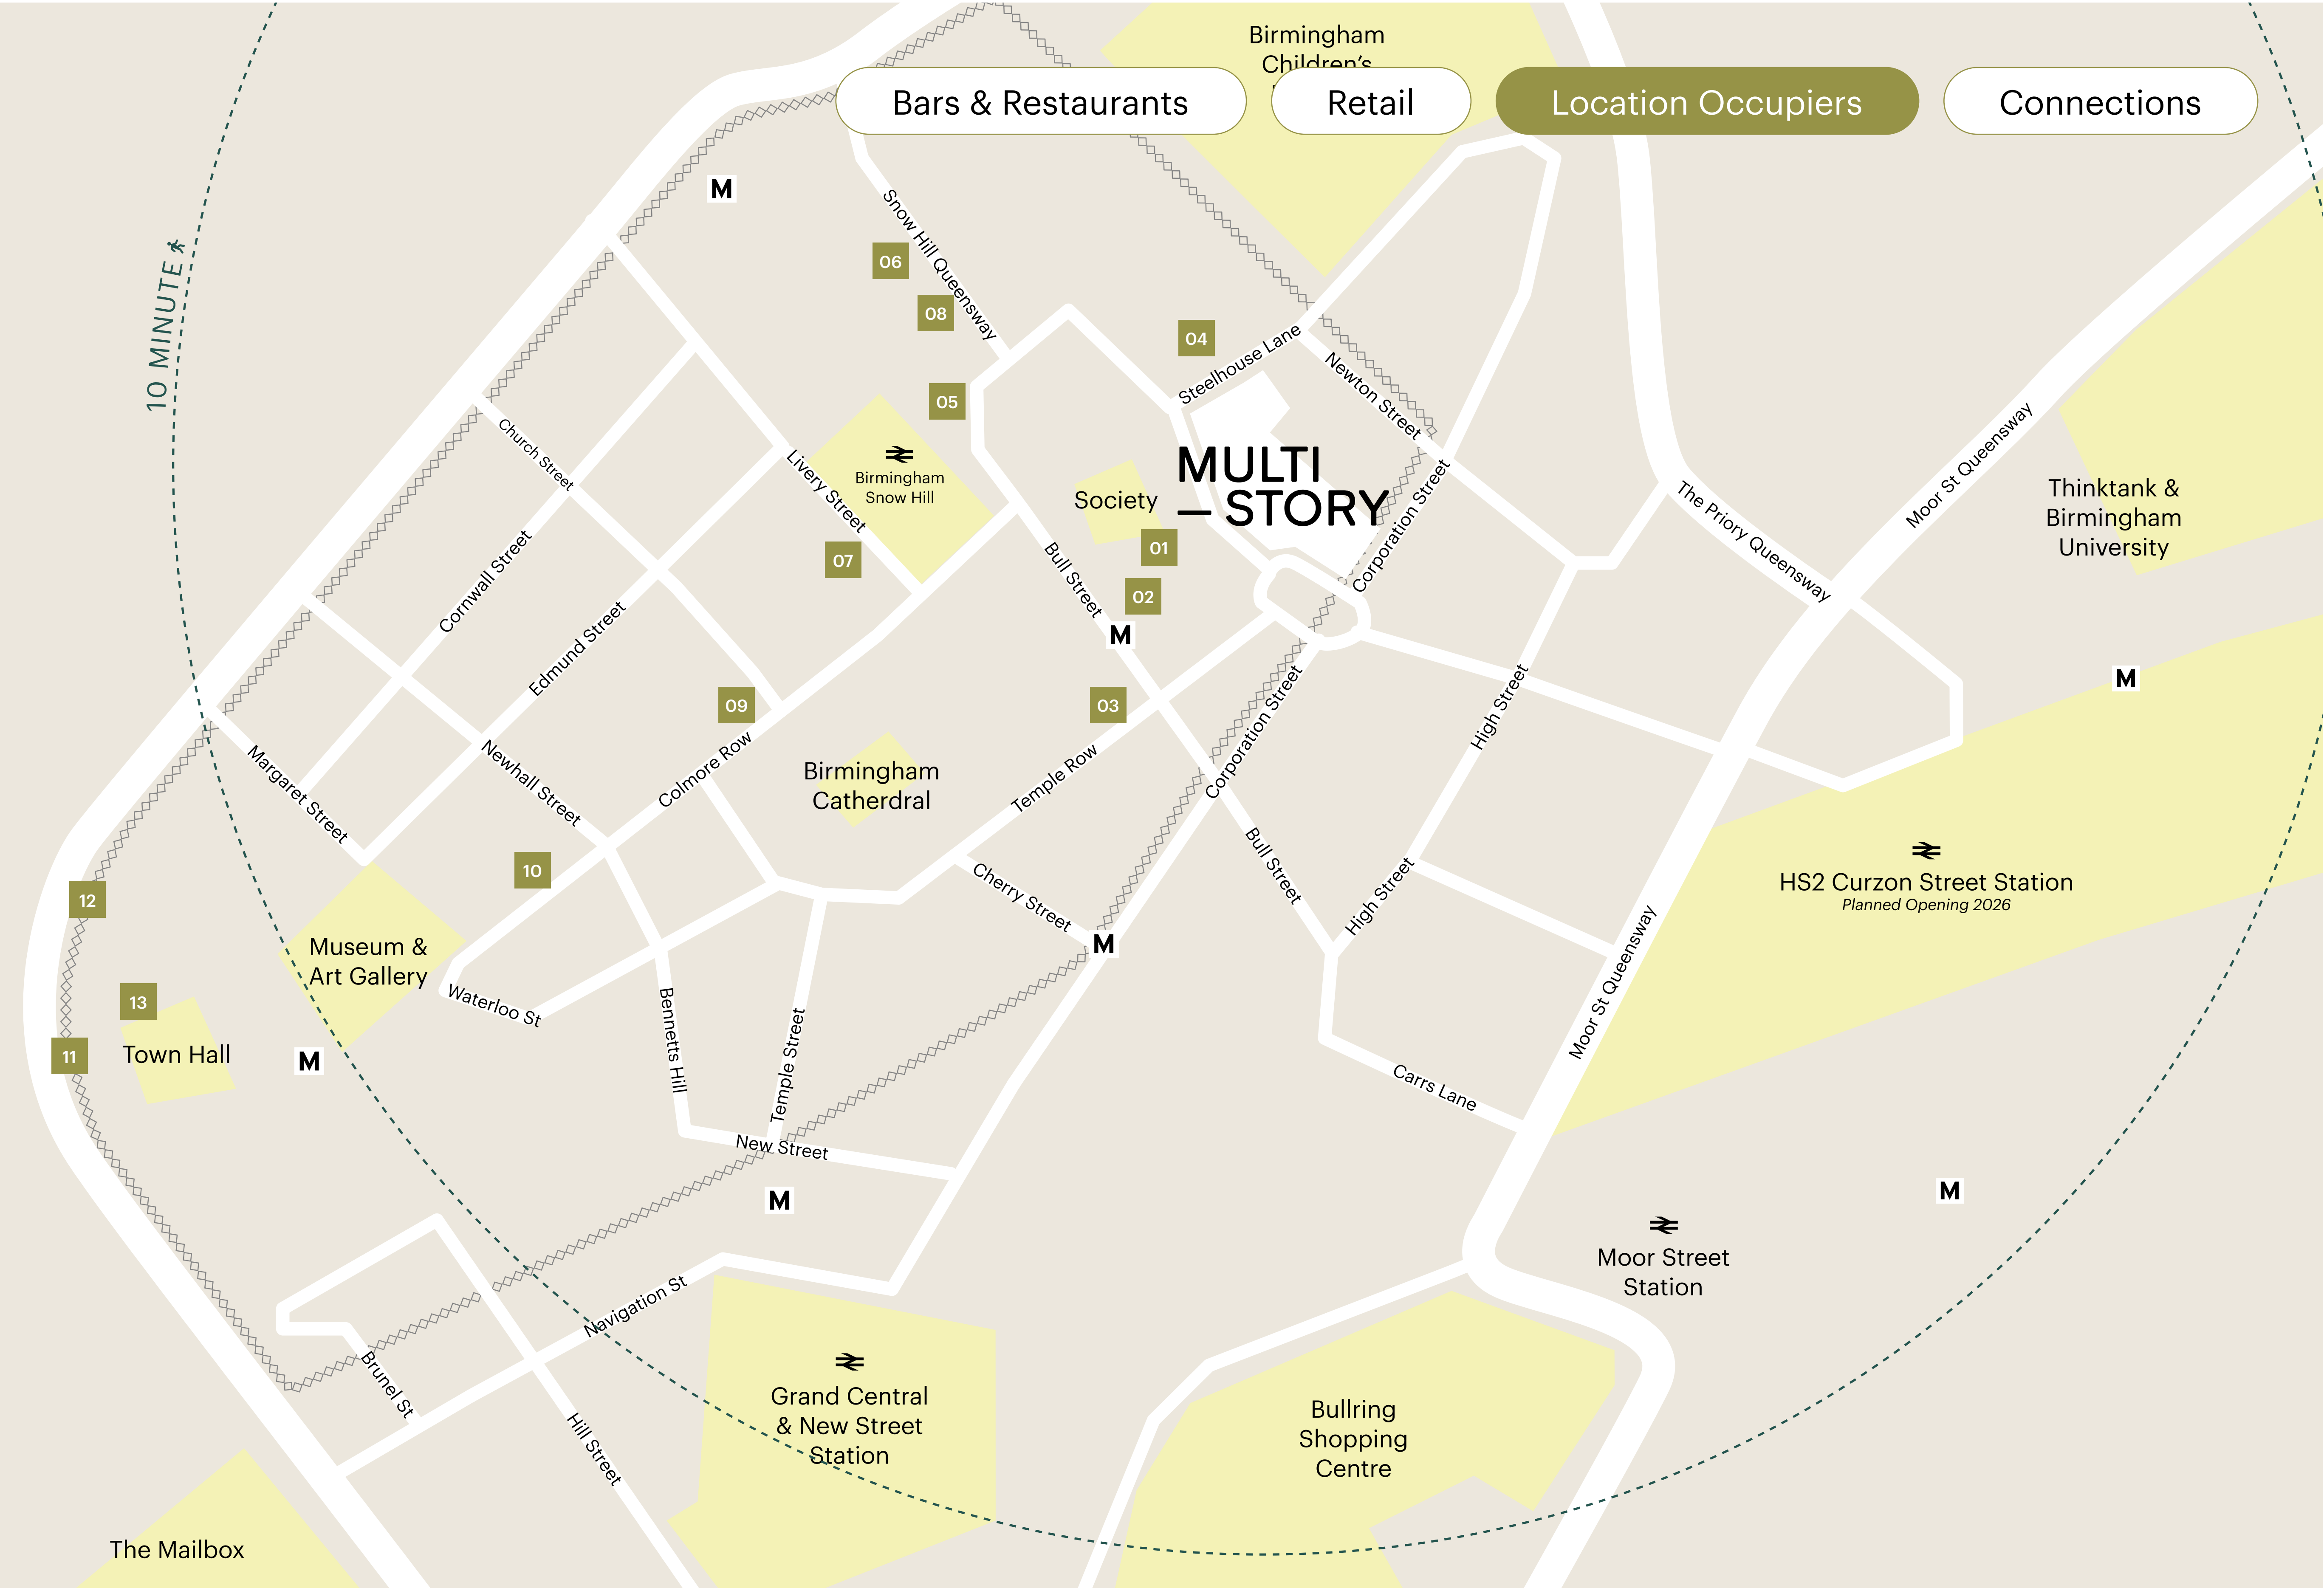 Birmingham
Children's
Bars & Restaurants
Retail
Location Occupiers
Connections
M
Snow Hill Queensway
10 MINUTE
06
08
04
Steelhouse Lane
Newton Street
05
Church Street
Livery Street
Birmingham
Snow Hill
MULTI
— STORY
Society
Corporation Street
The Priory Queensway
Moor St Queensway
Thinktank &
Birmingham
University
01
07
Bull Street
02
M
Cornwall Street
Edmund Street
M
09
03
High Street
Corporation Street
Margaret Street
Newhall Street
Colmore Row
Birmingham
Catherdral
Temple Row
10
Cherry Street
Bull Street
High Street
HS2 Curzon Street Station
Planned Opening 2026
12
Museum &
Art Gallery
M
Moor St Queensway
13
Waterloo St
Bennetts Hill
Temple Street
11
Town Hall
M
Carrs Lane
New Street
M
M
Moor Street
Station
Navigation St
Brunel St
Hill Street
Grand Central
& New Street
Station
Bullring
Shopping
Centre
The Mailbox